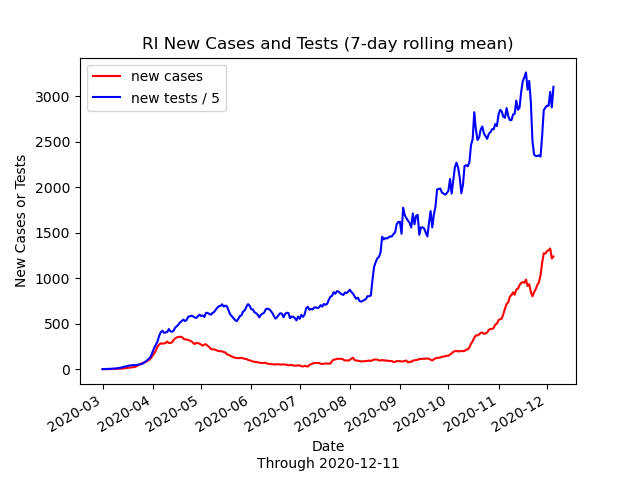 RI New Cases and Tests (7-day rolling mean)
new cases
new tests / 5
New Cases or Tests
3000
2500
2000
1500
1000
500
0
2020-03
2020-04
2020-05
2020-06
2020-07
2020-08
2020-09
2020-10
2020-11
2020-12
Date
Through 2020-12-11